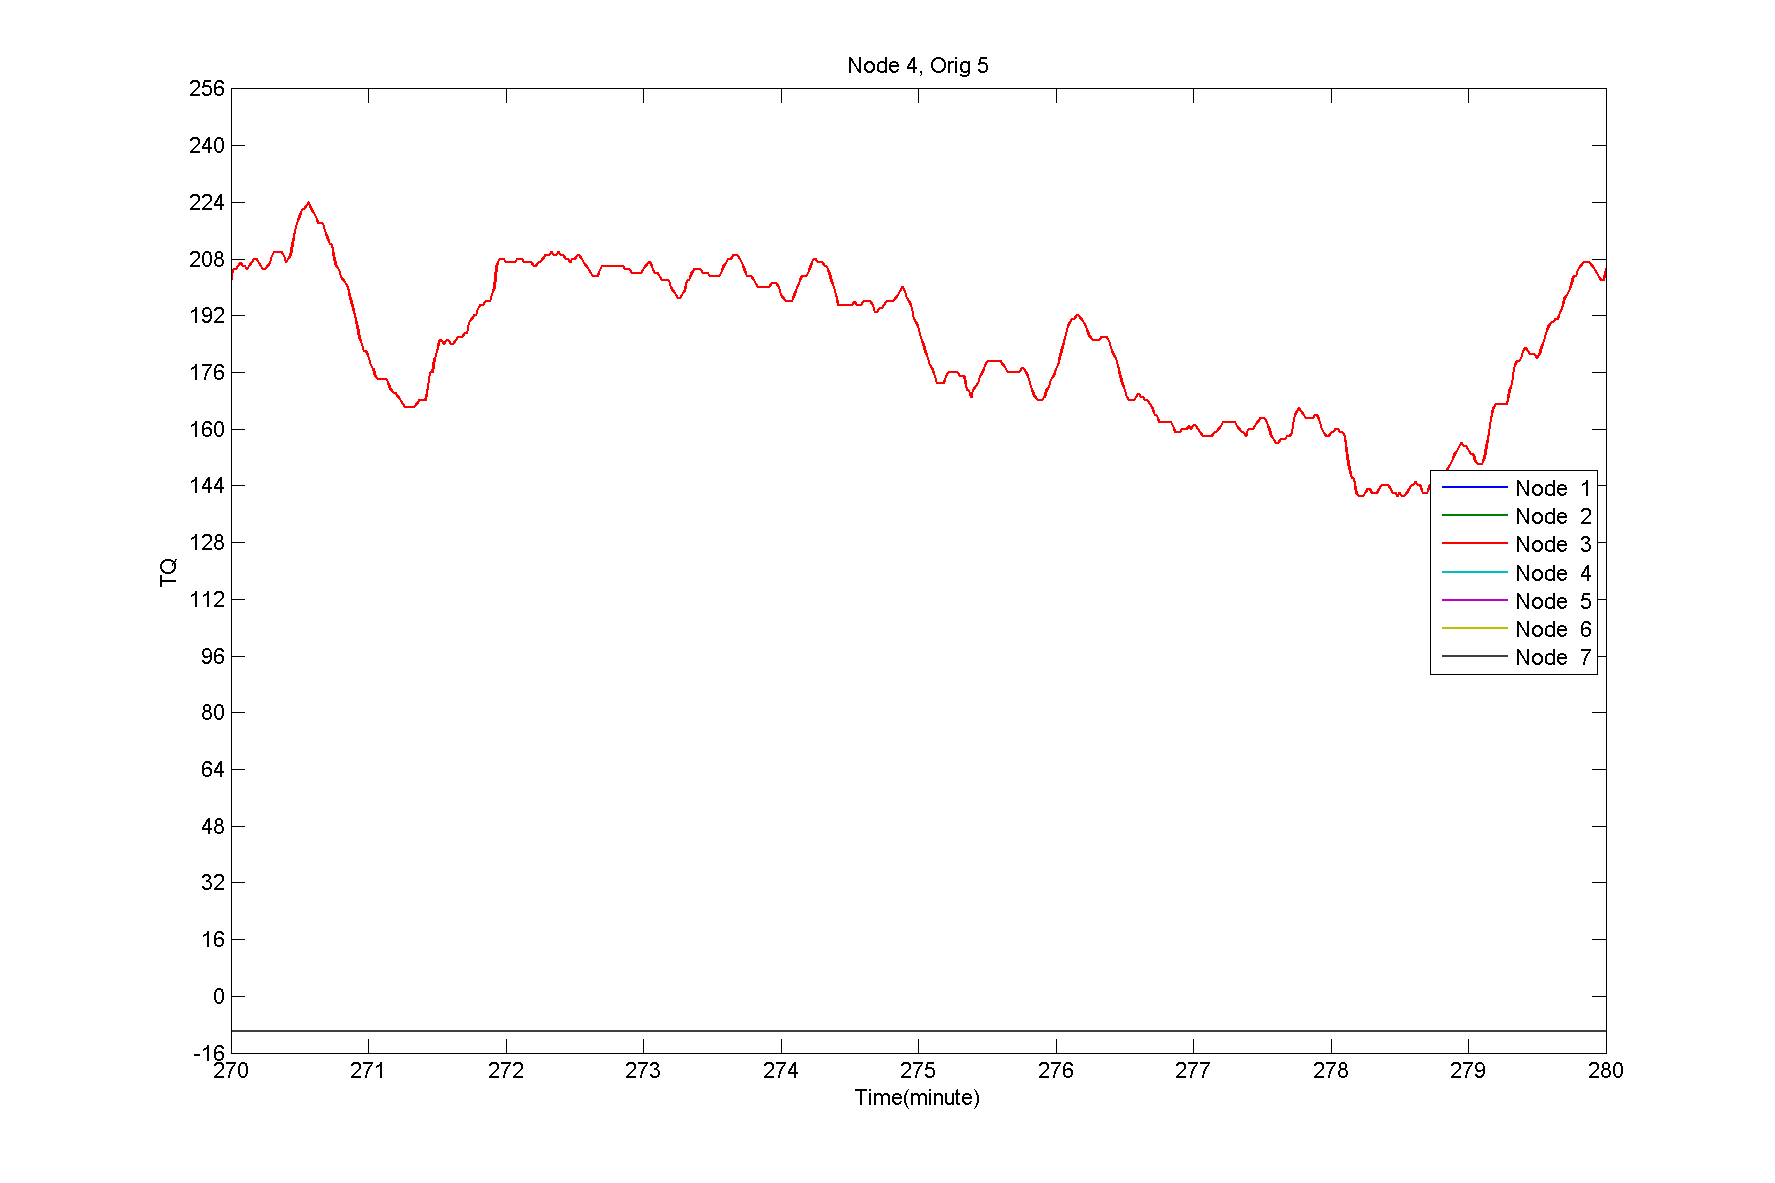 Node 4, Orig 5
256
240
224
208
192
176
160
144
128
112
96
80
64
48
32
16
0
-16
TQ
Node 1
Node 2
Node 3
Node 4
Node 5
Node 6
Node 7
270 271 272 273 274 275 276 277 278 279 280
Time(minute)